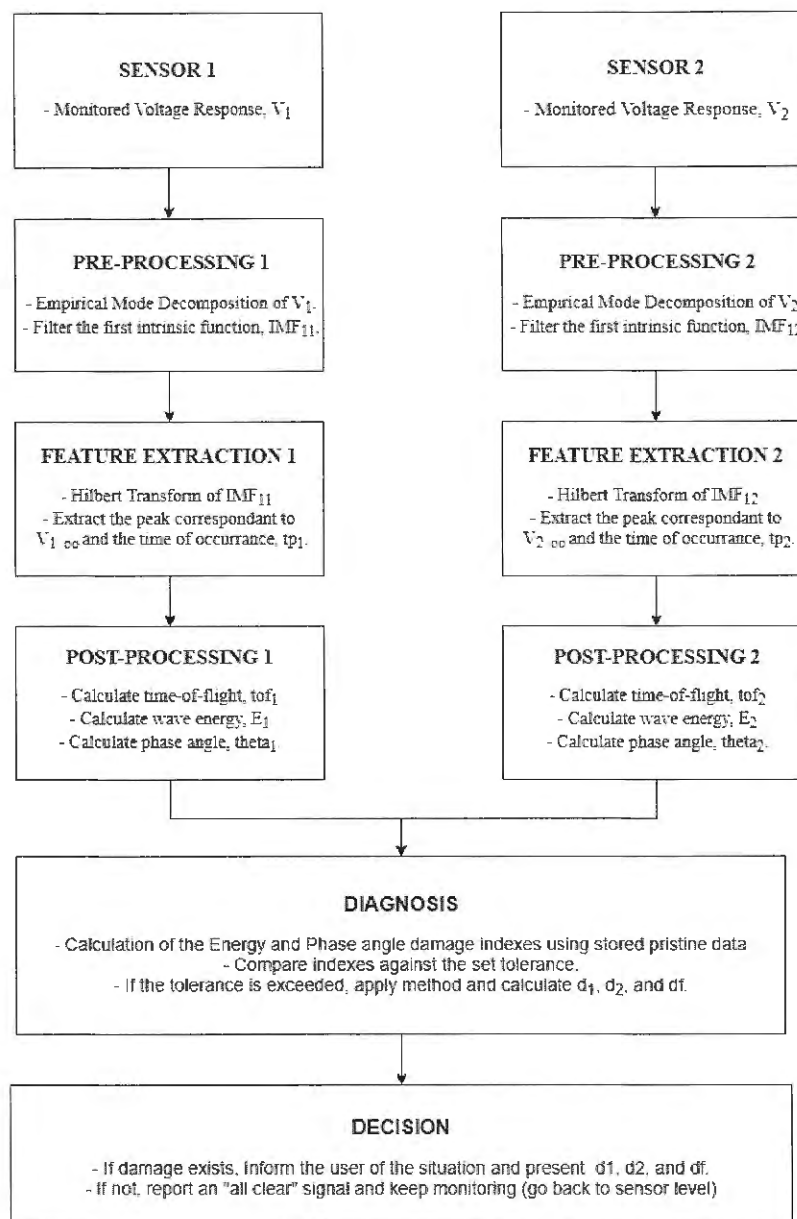 SENSOR 1
- Monitored Voltage Response, V1
SENSOR 2
- Monitored Voltage Response, V2
PRE-PROCESSING 1
- Empirical Mode Decomposition of V1.
- Filter the first intrinsic function, IMF11.
PRE-PROCESSING 2
- Empirical Mode Decomposition of V2
- Filter the first intrinsic function, IMF12
FEATURE EXTRACTION 1
- Hilbert Transform of IMF11
- Extract the peak correspondant to
V1_oc and the time of occurrance, tp1.
FEATURE EXTRACTION 2
- Hilbert Transform of IMF12
- Extract the peak correspondant to
V2_oc and the time of occurrance, tp2.
POST-PROCESSING 1
- Calculate time-of-flight, tof1
- Calculate wave energy, E1
- Calculate phase angle, theta1
POST-PROCESSING 2
- Calculate time-of-flight, tof2
- Calculate wave energy, E2
- Calculate phase angle, theta2.
DIAGNOSIS
- Calculation of the Energy and Phase angle damage indexes using stored pristine data
- Compare indexes against the set tolerance.
- If the tolerance is exceeded, apply method and calculate d1, d2, and df.
DECISION
- If damage exists, Inform the user of the situation and present d1, d2, and df.
- If not, report an "all clear" signal and keep monitoring (go back to sensor level)